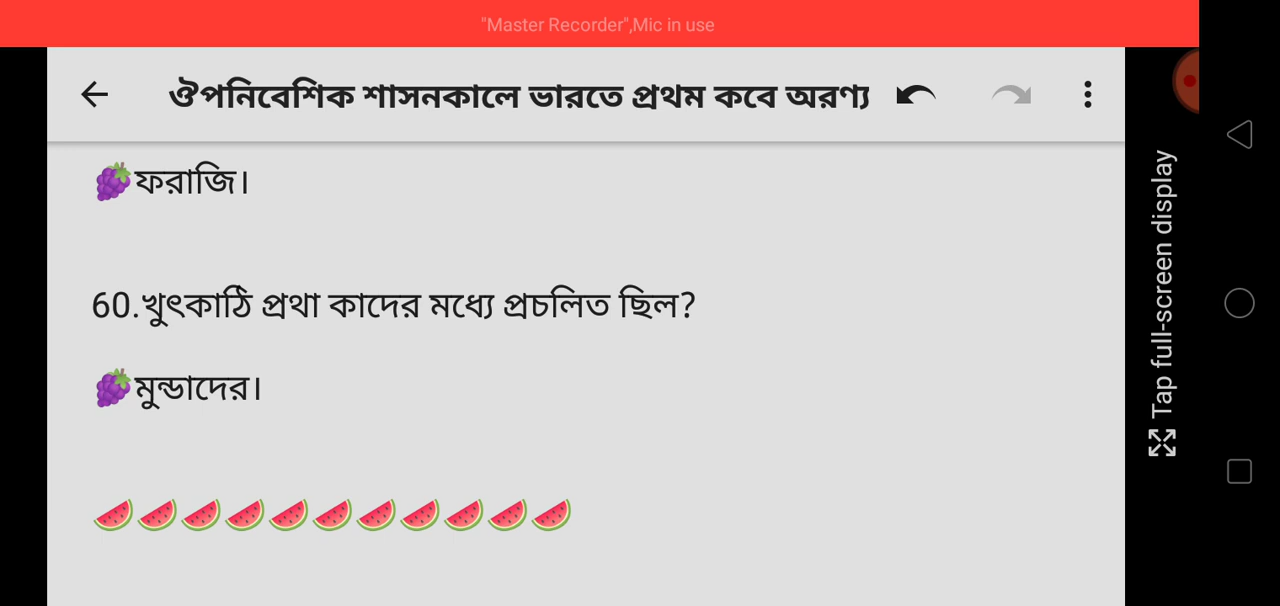 "Master Recorder",Mic in use
ঔপনিবেশিক শাসনকালে ভারতে প্রথম কবে অরণ্য
🍇ফরাজি।
60.খুৎকাঠি প্রথা কাদের মধ্যে প্রচলিত ছিল?
🍇মুন্ডাদের।
🍉🍉🍉🍉🍉🍉🍉🍉🍉🍉🍉
Tap full-screen display